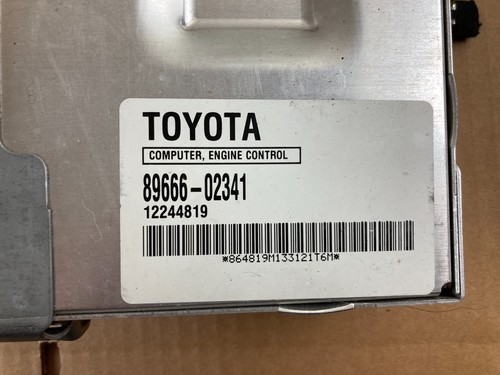 TOYOTA
COMPUTER, ENGINE CONTROL
89666-02341
12244819
*864819M133121T6M*